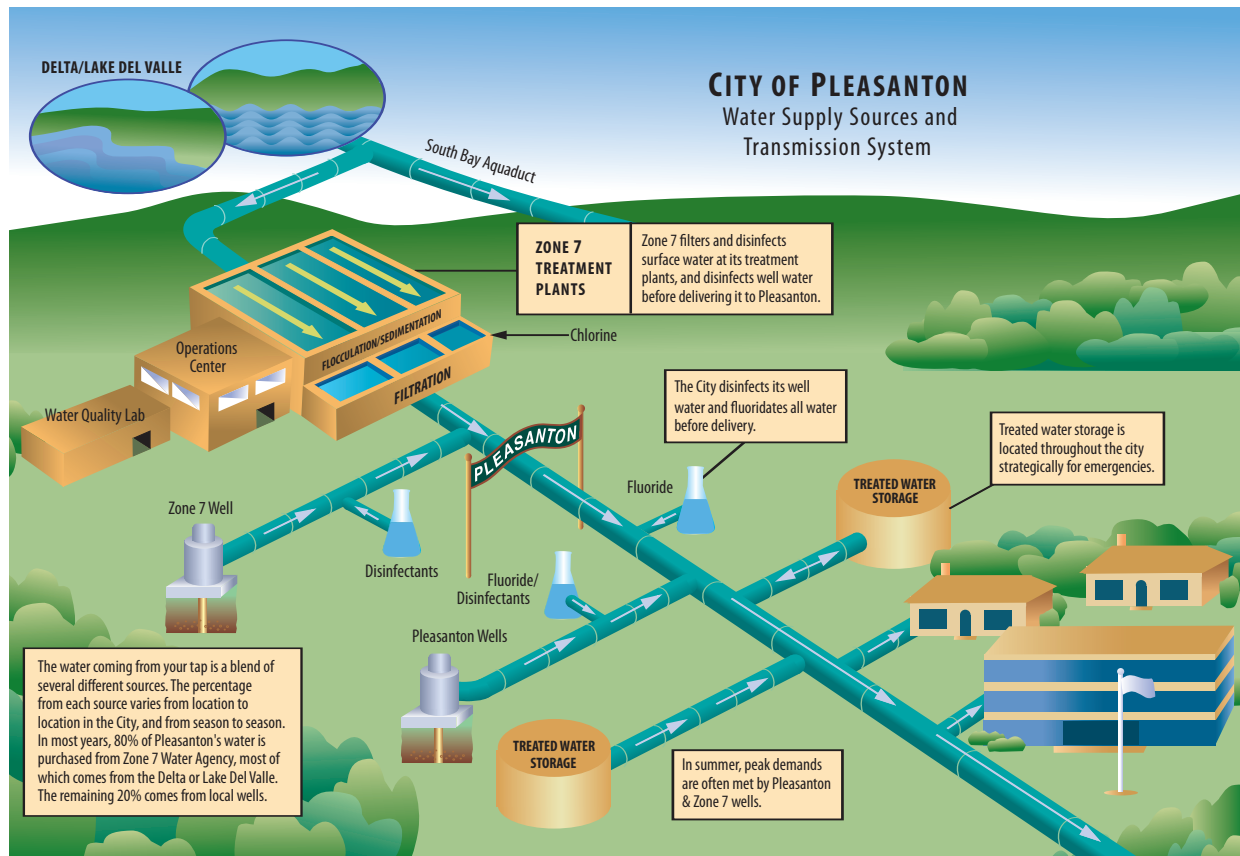 DELTA/LAKE DEL VALLE
CITY OF PLEASANTON
Water Supply Sources and
Transmission System
South Bay Aquaduct
ZONE 7
TREATMENT
PLANTS
Zone 7 filters and disinfects
surface water at its treatment
plants, and disinfects well water
before delivering it to Pleasanton.
FLOCCULATION/SEDIMENTATION
Chlorine
FILTRATION
Operations
Center
Water Quality Lab
PLEASANTON
The City disinfects its well
water and fluoridates all water
before delivery.
Treated water storage is
located throughout the city
strategically for emergencies.
Fluoride
TREATED WATER
STORAGE
Zone 7 Well
Disinfectants
Fluoride/
Disinfectants
Pleasanton Wells
The water coming from your tap is a blend of
several different sources. The percentage
from each source varies from location to
location in the City, and from season to season.
In most years, 80% of Pleasanton's water is
purchased from Zone 7 Water Agency, most of
which comes from the Delta or Lake Del Valle.
The remaining 20% comes from local wells.
TREATED WATER
STORAGE
In summer, peak demands
are often met by Pleasanton
& Zone 7 wells.